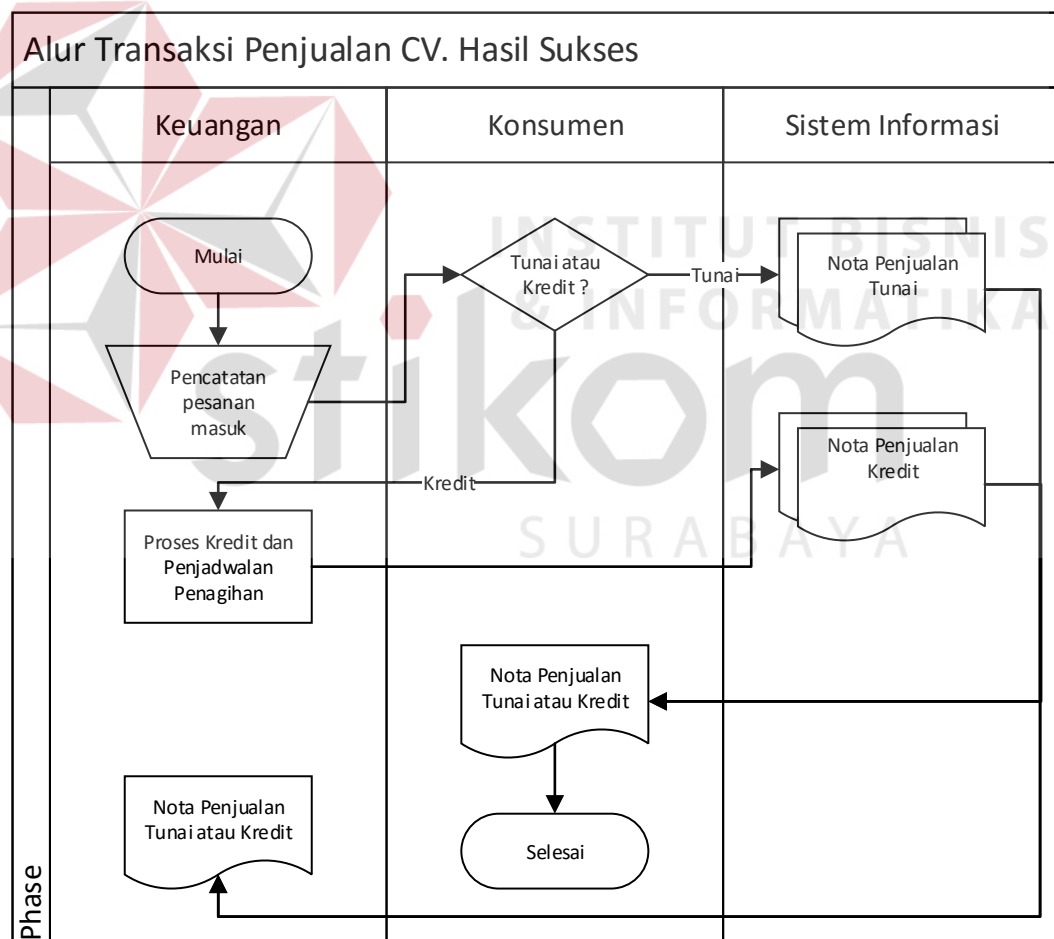 Alur Transaksi Penjualan CV. Hasil Sukses
Keuangan
Konsumen
Sistem Informasi
Mulai
Tunai atau
Kredit ?
Tunai
Nota Penjualan
Tunai
Pencatatan
pesanan
masuk
Nota Penjualan
Kredit
Kredit
Proses Kredit dan
Penjadwalan
Penagihan
Nota Penjualan
Tunai atau Kredit
Nota Penjualan
Tunai atau Kredit
Selesai
Phase
INSTITUT BISNIS
& INFORMATIKA
stikom
SURABAYA